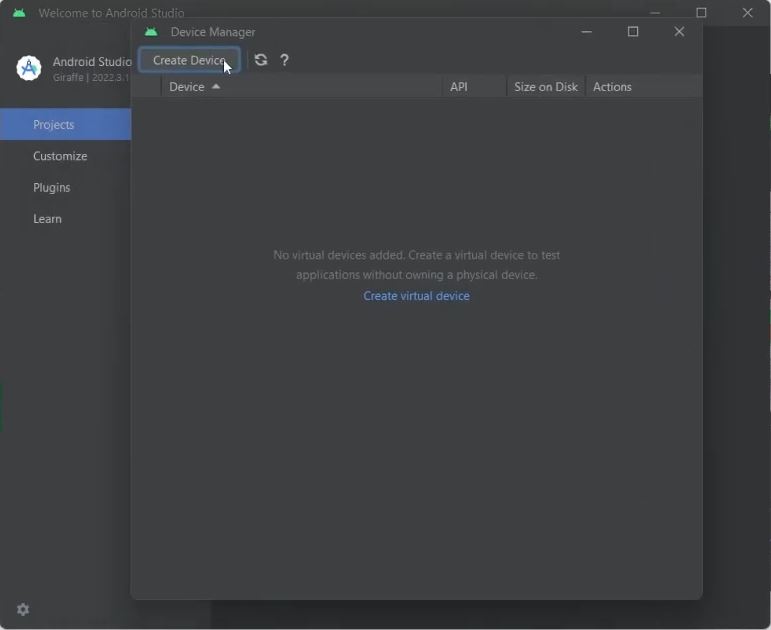 Welcome to Android Studio
Device Manager
Android Studio
Giraffe | 2022.3.1
Create Device
?
Device
API
Size on Disk
Actions
Projects
Customize
Plugins
Learn
No virtual devices added. Create a virtual device to test
applications without owning a physical device.
Create virtual device